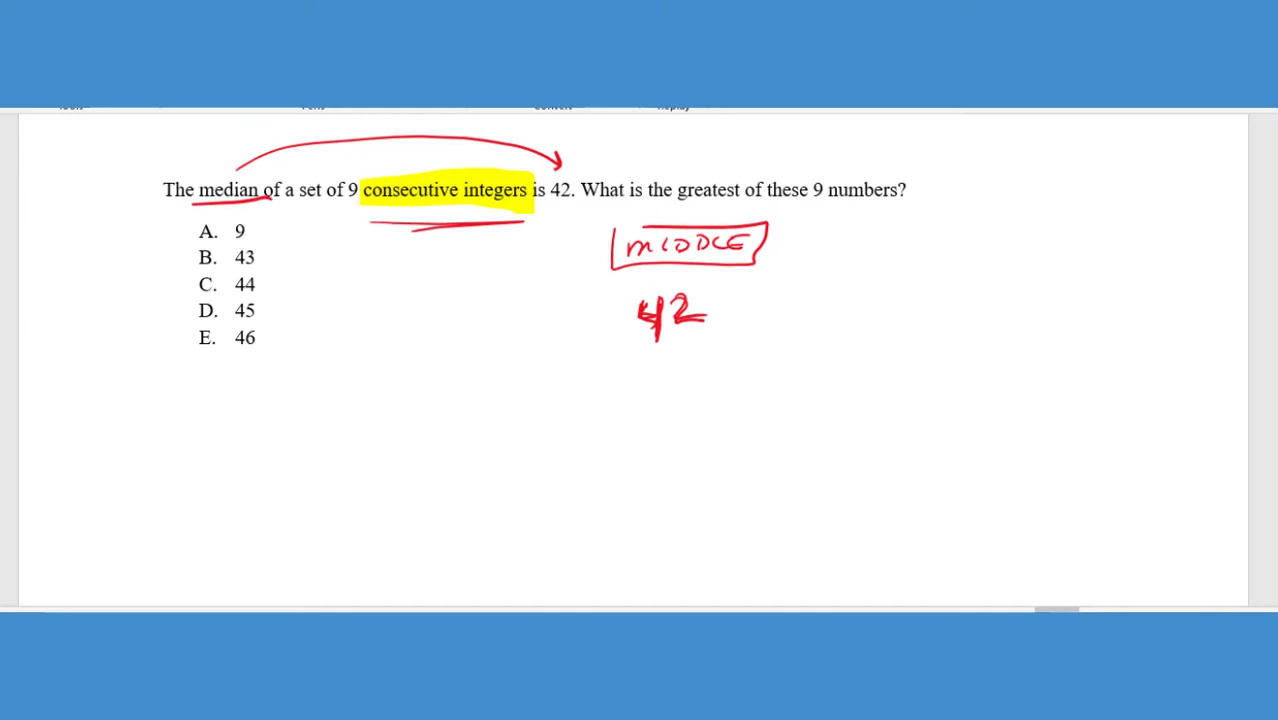 The median of a set of 9 consecutive integers is 42. What is the greatest of these 9 numbers?
A. 9
MIDDLE
B. 43
C. 44
D. 45
42
E. 46